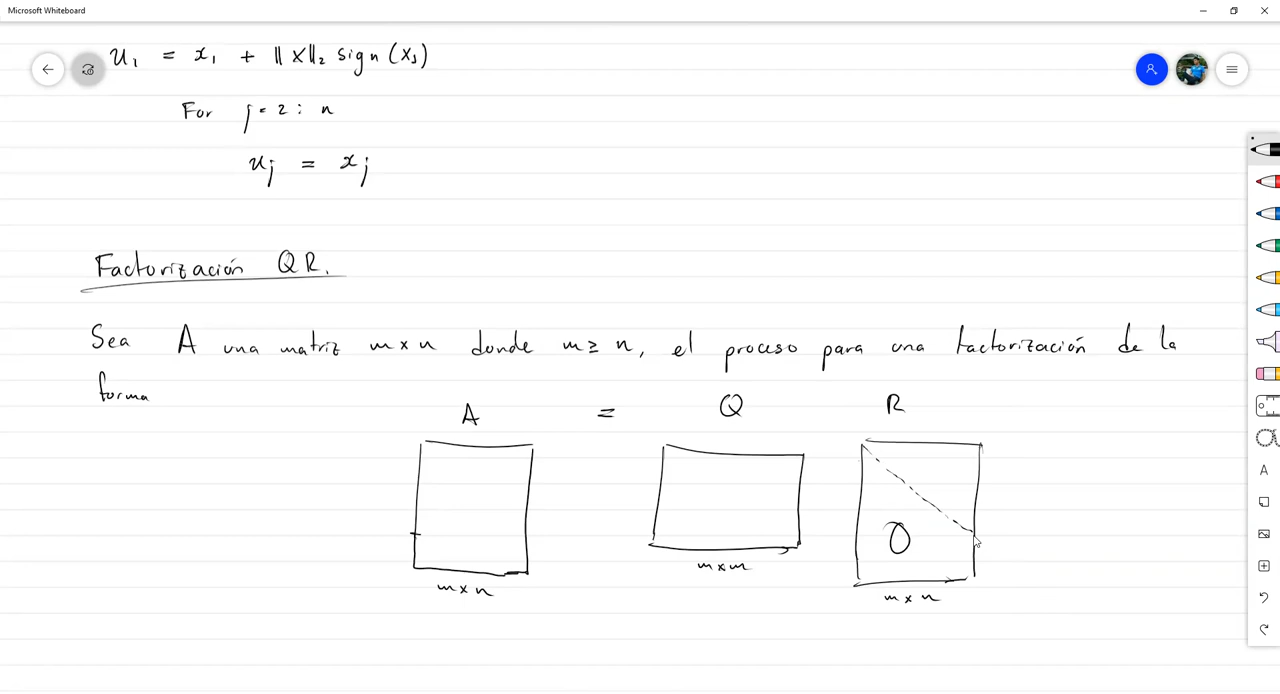 Microsoft Whiteboard
u₁ = x₁ + ‖x‖₂ sign(x₁)
For j = 2 : n
uⱼ = xⱼ
Factorización QR.
Sea A una matriz m x n donde m ≥ n, el proceso para una factorización de la
forma
A = Q R
0
m x n m x m m x n
A